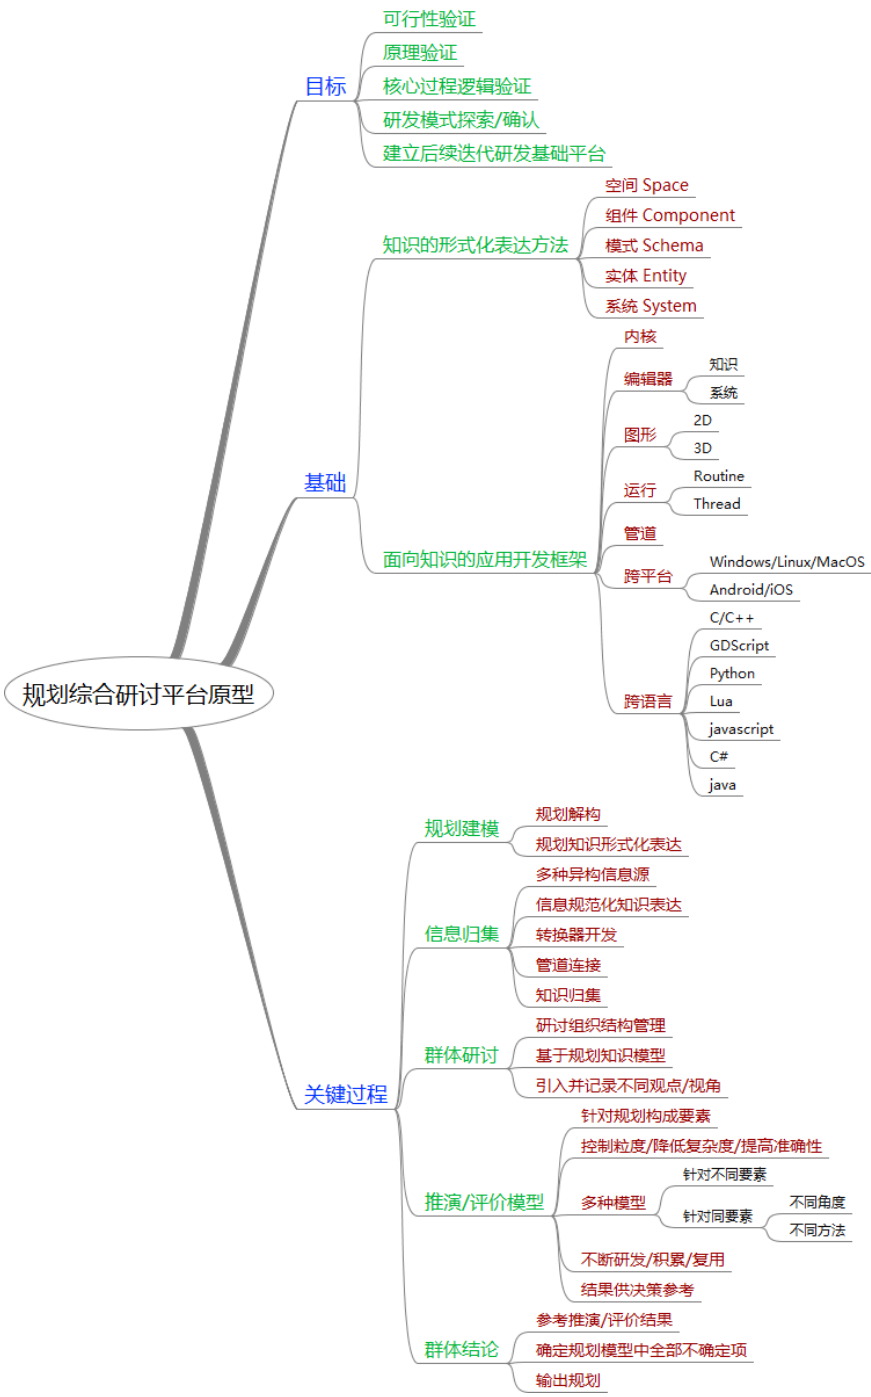 规划综合研讨平台原型
目标
可行性验证
原理验证
核心过程逻辑验证
研发模式探索/确认
建立后续迭代研发基础平台
基础
知识的形式化表达方法
空间 Space
组件 Component
模式 Schema
实体 Entity
系统 System
面向知识的应用开发框架
内核
编辑器
知识
系统
图形
2D
3D
运行
Routine
Thread
管道
跨平台
Windows/Linux/MacOS
Android/iOS
跨语言
C/C++
GDScript
Python
Lua
javascript
C#
java
关键过程
规划建模
规划解构
规划知识形式化表达
信息归集
多种异构信息源
信息规范化知识表达
转换器开发
管道连接
知识归集
群体研讨
研讨组织结构管理
基于规划知识模型
引入并记录不同观点/视角
推演/评价模型
针对规划构成要素
控制粒度/降低复杂度/提高准确性
多种模型
针对不同要素
针对同要素
不同角度
不同方法
不断研发/积累/复用
结果供决策参考
群体结论
参考推演/评价结果
确定规划模型中全部不确定项
输出规划